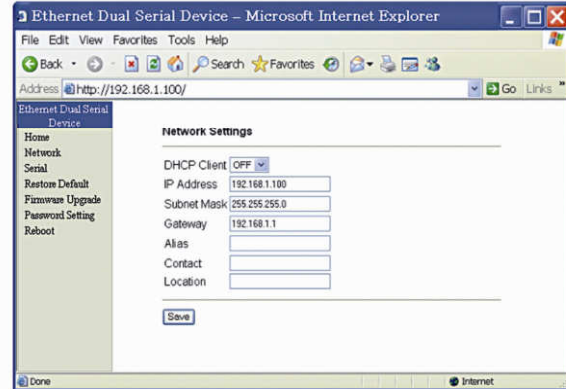 Ethernet Dual Serial Device – Microsoft Internet Explorer
File Edit View Favorites Tools Help
Back Search Favorites
Address http://192.168.1.100/ Go Links »
Ethernet Dual Serial
Device
Home
Network
Serial
Restore Default
Firmware Upgrade
Password Setting
Reboot
Network Settings
DHCP Client OFF
IP Address 192.168.1.100
Subnet Mask 255.255.255.0
Gateway 192.168.1.1
Alias
Contact
Location
Save
Done Internet